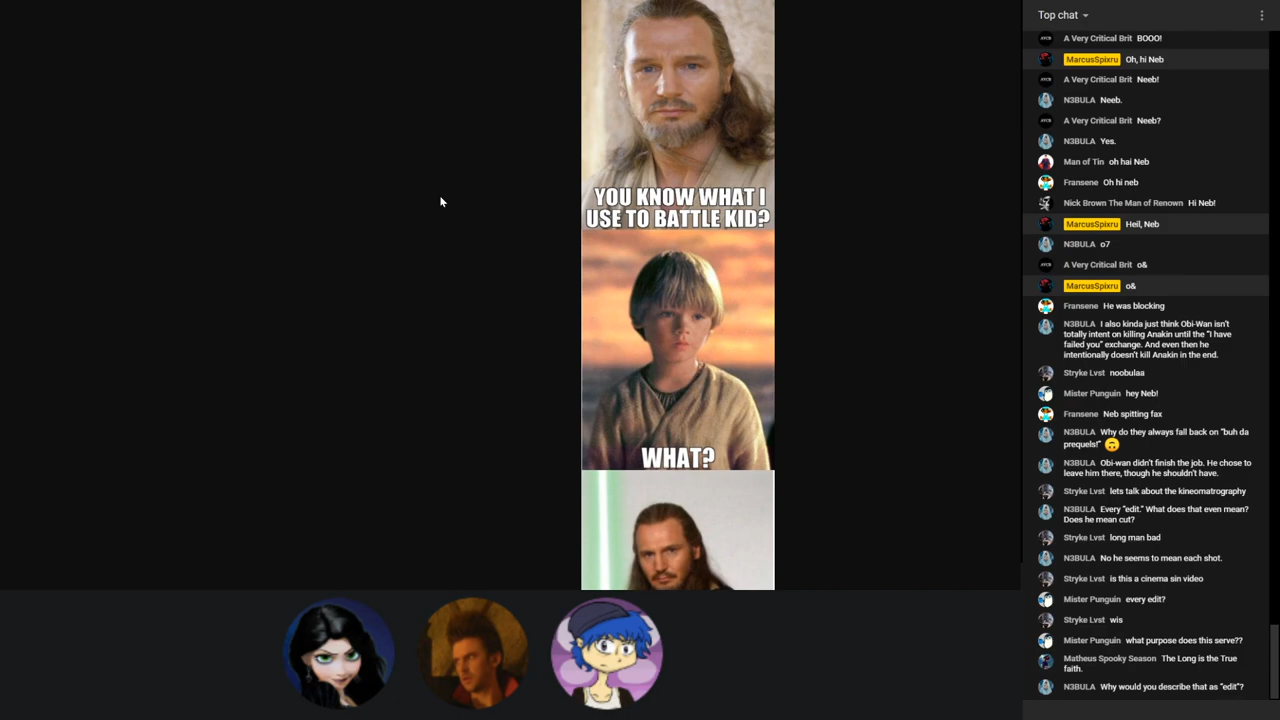 YOU KNOW WHAT I
USE TO BATTLE KID?
WHAT?
Top chat
A Very Critical Brit BOOO!
MarcusSpixru Oh, hi Neb
A Very Critical Brit Neeb!
N3BULA Neeb.
A Very Critical Brit Neeb?
N3BULA Yes.
Man of Tin oh hai Neb
Fransene Oh hi neb
Nick Brown The Man of Renown Hi Neb!
MarcusSpixru Heil, Neb
N3BULA o7
A Very Critical Brit o&
MarcusSpixru o&
Fransene He was blocking
N3BULA I also kinda just think Obi-Wan isn't
totally intent on killing Anakin until the "I have
failed you" exchange. And even then he
intentionally doesn't kill Anakin in the end.
Stryke Lvst noobulaa
Mister Punguin hey Neb!
Fransene Neb spitting fax
N3BULA Why do they always fall back on "buh da
prequels!" 🙃
N3BULA Obi-wan didn't finish the job. He chose to
leave him there, though he shouldn't have.
Stryke Lvst lets talk about the kineomatrography
N3BULA Every "edit." What does that even mean?
Does he mean cut?
Stryke Lvst long man bad
N3BULA No he seems to mean each shot.
Stryke Lvst is this a cinema sin video
Mister Punguin every edit?
Stryke Lvst wis
Mister Punguin what purpose does this serve??
Matheus Spooky Season The Long is the True
faith.
N3BULA Why would you describe that as "edit"?